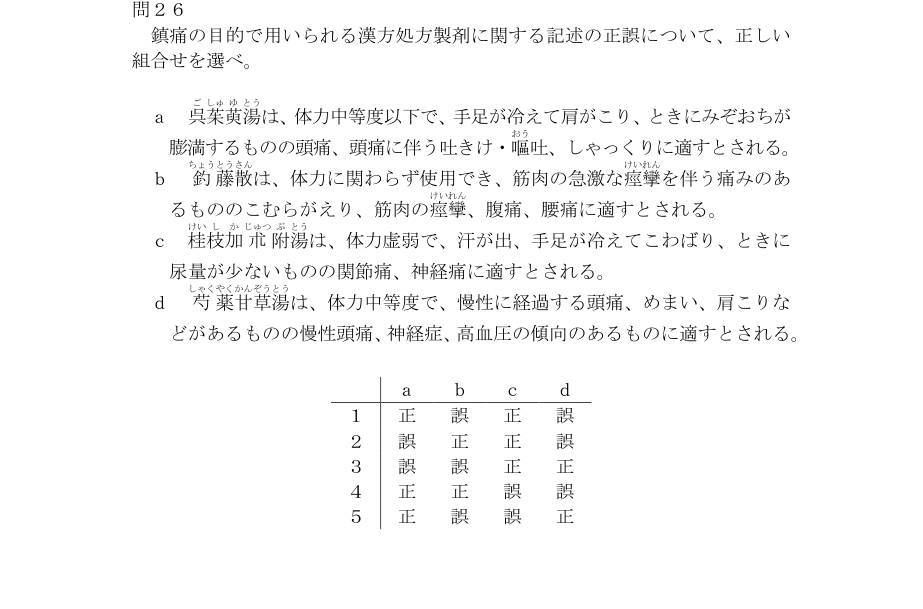 問２６
鎮痛の目的で用いられる漢方処方製剤に関する記述の正誤について、正しい
組合せを選べ。
ご しゅ ゆ とう
a 呉茱萸湯は、体力中等度以下で、手足が冷えて肩がこり、ときにみぞおちが
おう
膨満するものの頭痛、頭痛に伴う吐きけ・嘔吐、しゃっくりに適すとされる。
ちょうとうさん けいれん
b 釣藤散は、体力に関わらず使用でき、筋肉の急激な痙攣を伴う痛みのあ
けいれん
るもののこむらがえり、筋肉の痙攣、腹痛、腰痛に適すとされる。
けい し か じゅつ ぶ とう
c 桂枝加朮附湯は、体力虚弱で、汗が出、手足が冷えてこわばり、ときに
尿量が少ないものの関節痛、神経痛に適すとされる。
しゃくやくかんぞうとう
d 芍薬甘草湯は、体力中等度で、慢性に経過する頭痛、めまい、肩こりな
どがあるものの慢性頭痛、神経症、高血圧の傾向のあるものに適すとされる。
a b c d
１ 正 誤 正 誤
２ 誤 正 正 誤
３ 誤 誤 正 正
４ 正 正 誤 誤
５ 正 誤 誤 正